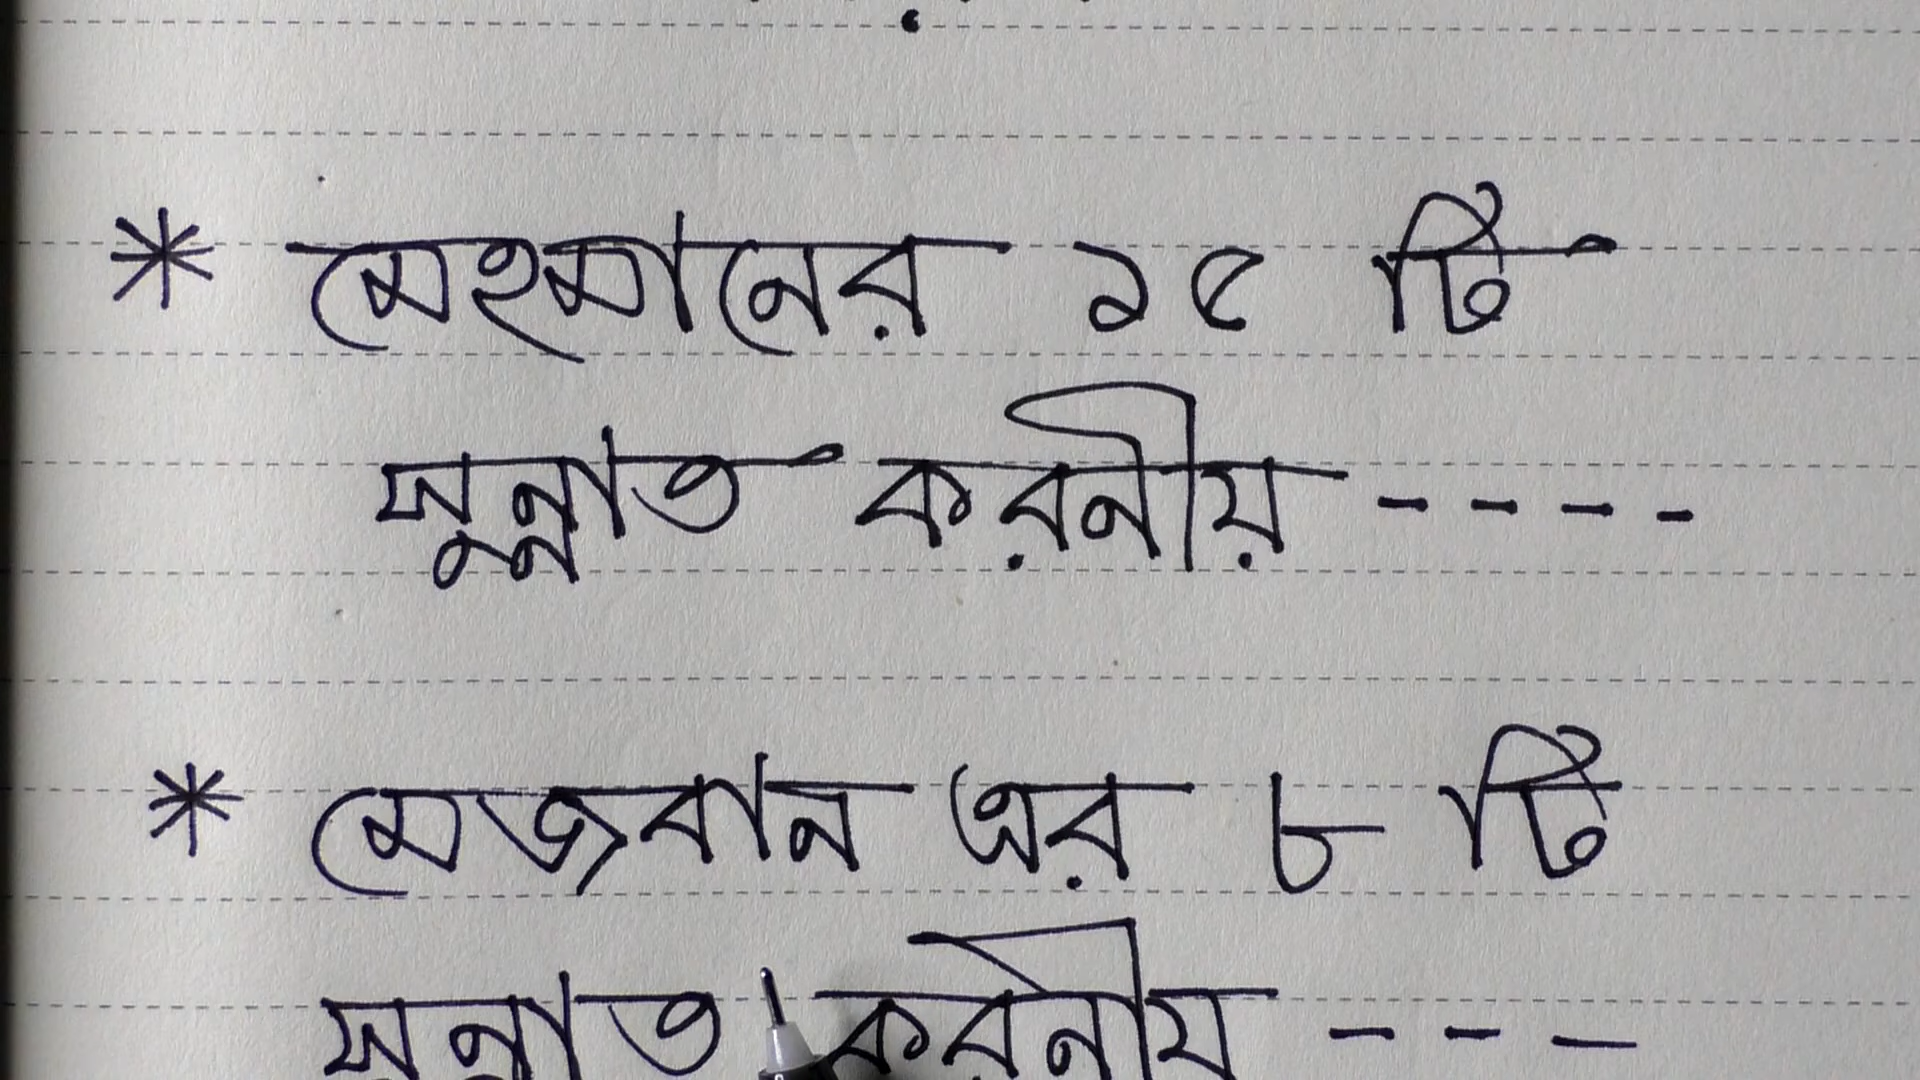 * মেহমানের ১৫ টি
সুন্নাত করনীয় - - - -
* মেজবান এর ৮ টি
সুন্নাত করনীয় - - -